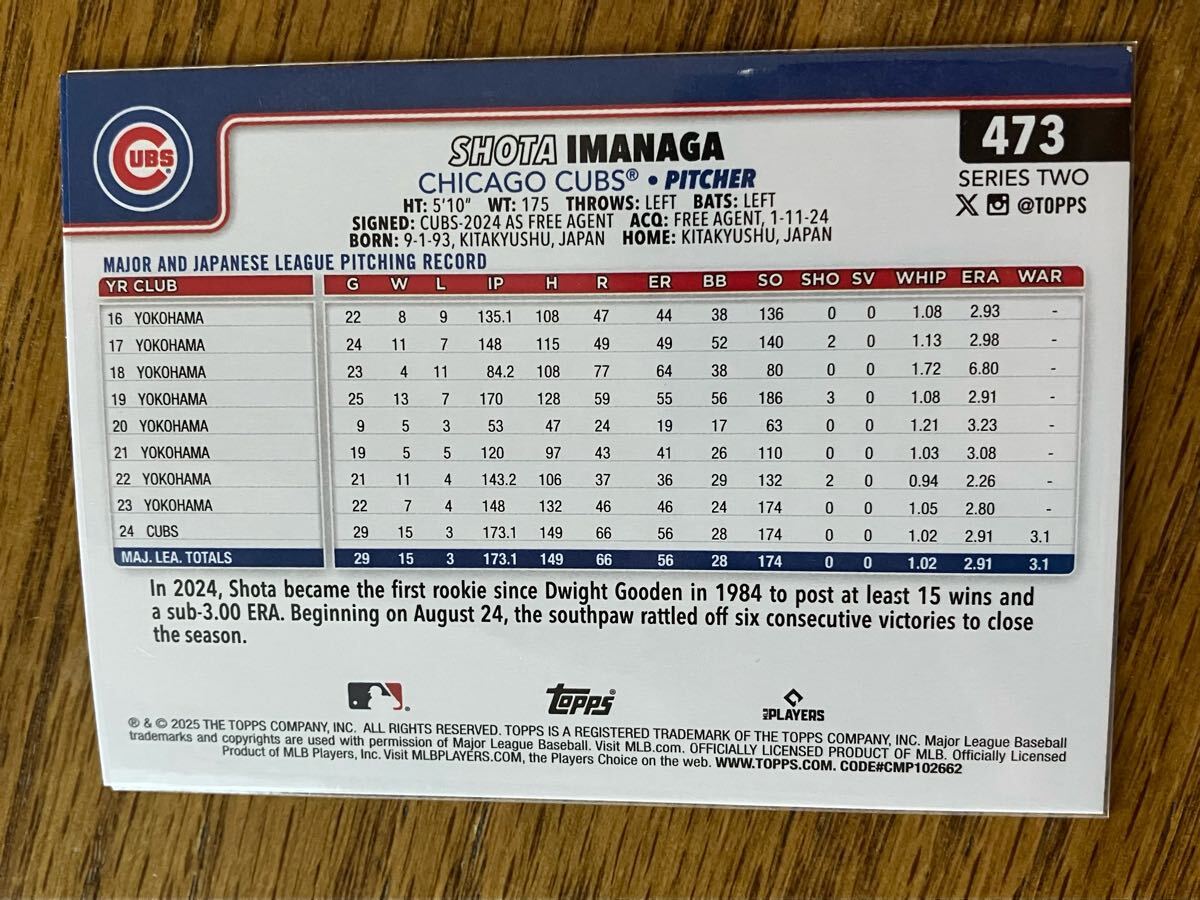 CUBS
473
SHOTA IMANAGA
CHICAGO CUBS® • PITCHER
SERIES TWO
HT: 5'10" WT: 175 THROWS: LEFT BATS: LEFT
X @TOPPS
SIGNED: CUBS-2024 AS FREE AGENT ACQ: FREE AGENT, 1-11-24
BORN: 9-1-93, KITAKYUSHU, JAPAN HOME: KITAKYUSHU, JAPAN
MAJOR AND JAPANESE LEAGUE PITCHING RECORD
YR CLUB G W L IP H R ER BB SO SHO SV WHIP ERA WAR
16 YOKOHAMA 22 8 9 135.1 108 47 44 38 136 0 0 1.08 2.93 -
17 YOKOHAMA 24 11 7 148 115 49 49 52 140 2 0 1.13 2.98 -
18 YOKOHAMA 23 4 11 84.2 108 77 64 38 80 0 0 1.72 6.80 -
19 YOKOHAMA 25 13 7 170 128 59 55 56 186 3 0 1.08 2.91 -
20 YOKOHAMA 9 5 3 53 47 24 19 17 63 0 0 1.21 3.23 -
21 YOKOHAMA 19 5 5 120 97 43 41 26 110 0 0 1.03 3.08 -
22 YOKOHAMA 21 11 4 143.2 106 37 36 29 132 2 0 0.94 2.26 -
23 YOKOHAMA 22 7 4 148 132 46 46 24 174 0 0 1.05 2.80 -
24 CUBS 29 15 3 173.1 149 66 56 28 174 0 0 1.02 2.91 3.1
MAJ. LEA. TOTALS 29 15 3 173.1 149 66 56 28 174 0 0 1.02 2.91 3.1
In 2024, Shota became the first rookie since Dwight Gooden in 1984 to post at least 15 wins and
a sub-3.00 ERA. Beginning on August 24, the southpaw rattled off six consecutive victories to close
the season.
topps® MLB PLAYERS
® & © 2025 THE TOPPS COMPANY, INC. ALL RIGHTS RESERVED. TOPPS IS A REGISTERED TRADEMARK OF THE TOPPS COMPANY, INC. Major League Baseball
trademarks and copyrights are used with permission of Major League Baseball. Visit MLB.com. OFFICIALLY LICENSED PRODUCT OF MLB. Officially Licensed
Product of MLB Players, Inc. Visit MLBPLAYERS.COM, the Players Choice on the web. WWW.TOPPS.COM. CODE#CMP102662